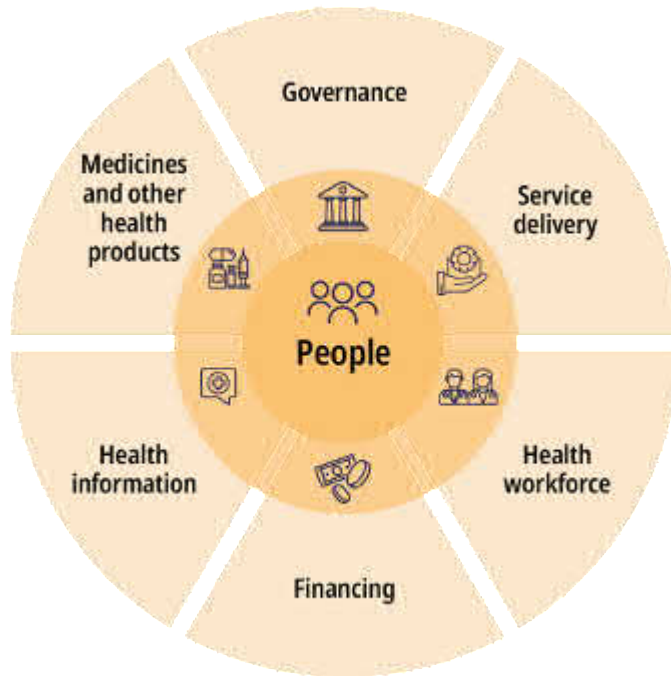 Governance
Medicines
and other
health
products
Service
delivery
People
Health
information
Health
workforce
Financing